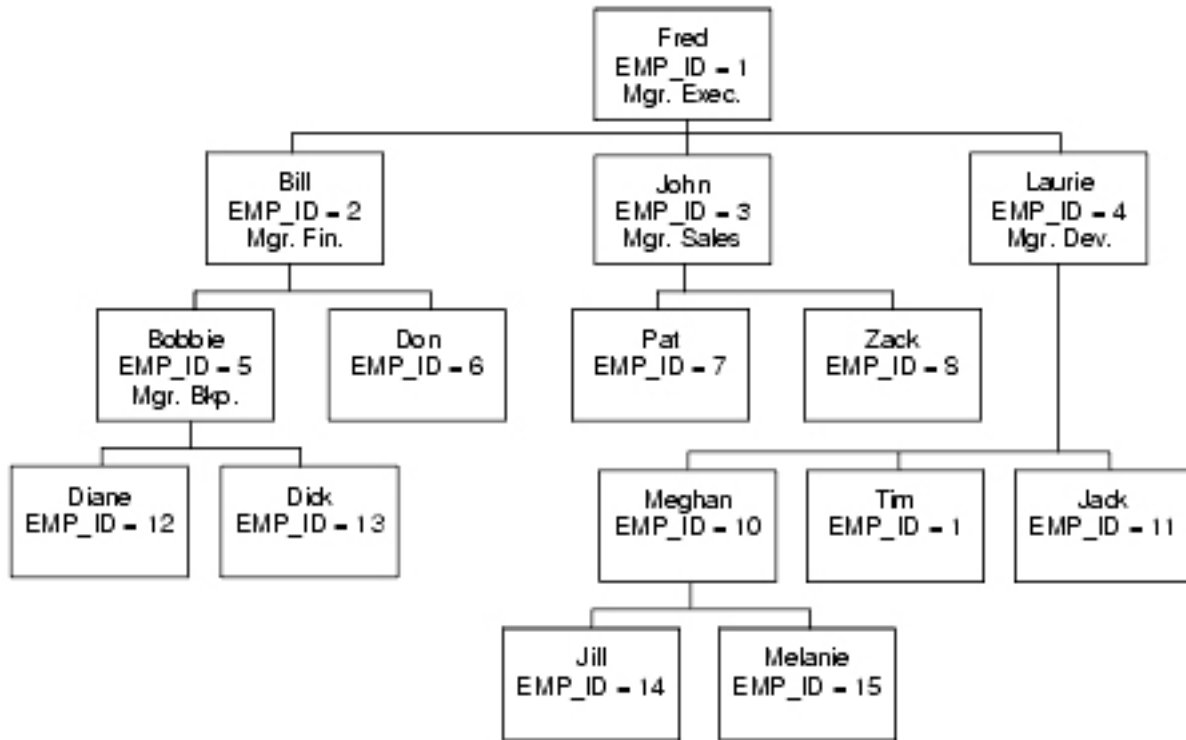 Fred
EMP_ID = 1
Mgr. Exec.
Bill
EMP_ID = 2
Mgr. Fin.
John
EMP_ID = 3
Mgr. Sales
Laurie
EMP_ID = 4
Mgr. Dev.
Bobbie
EMP_ID = 5
Mgr. Bkp.
Don
EMP_ID = 6
Pat
EMP_ID = 7
Zack
EMP_ID = 8
Diane
EMP_ID = 12
Dick
EMP_ID = 13
Meghan
EMP_ID = 10
Tim
EMP_ID = 1
Jack
EMP_ID = 11
Jill
EMP_ID = 14
Melanie
EMP_ID = 15